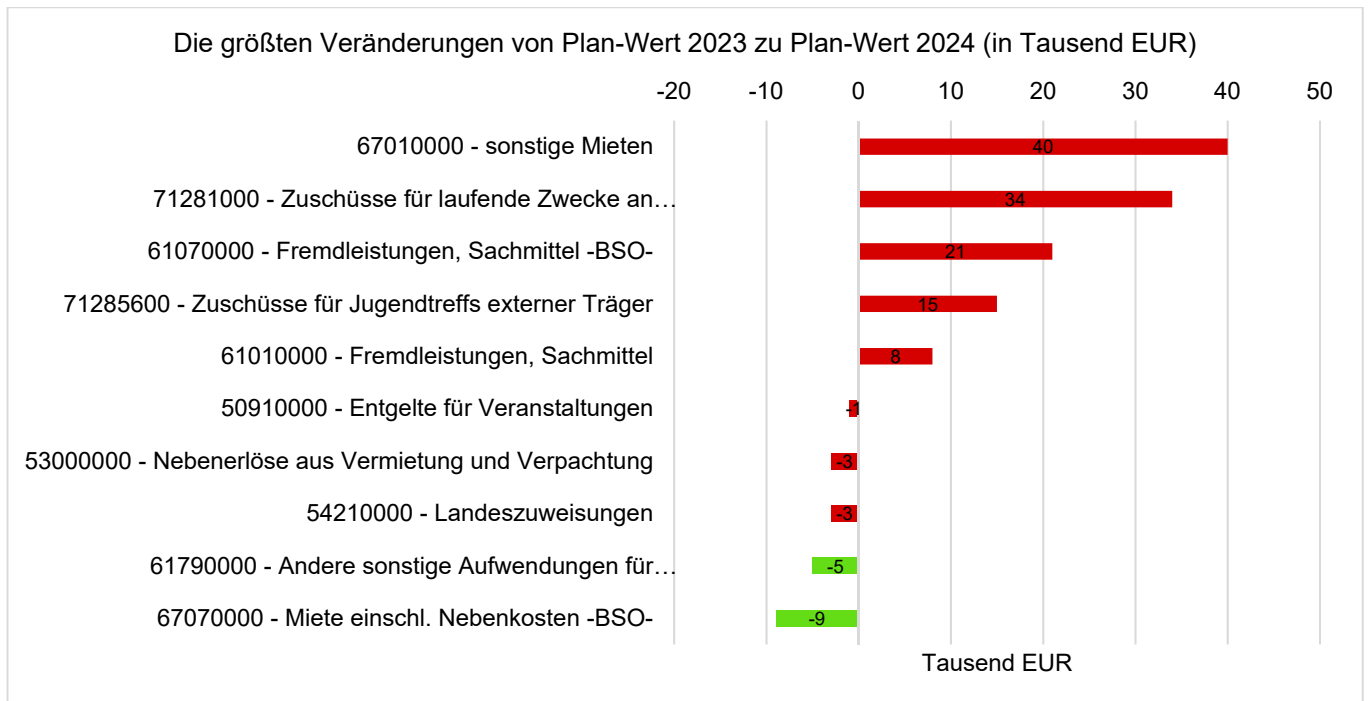 Die größten Veränderungen von Plan-Wert 2023 zu Plan-Wert 2024 (in Tausend EUR)
-20 -10 0 10 20 30 40 50
67010000 - sonstige Mieten 40
71281000 - Zuschüsse für laufende Zwecke an… 34
61070000 - Fremdleistungen, Sachmittel -BSO- 21
71285600 - Zuschüsse für Jugendtreffs externer Träger 15
61010000 - Fremdleistungen, Sachmittel 8
50910000 - Entgelte für Veranstaltungen -1
53000000 - Nebenerlöse aus Vermietung und Verpachtung -3
54210000 - Landeszuweisungen -3
61790000 - Andere sonstige Aufwendungen für… -5
67070000 - Miete einschl. Nebenkosten -BSO- -9
Tausend EUR